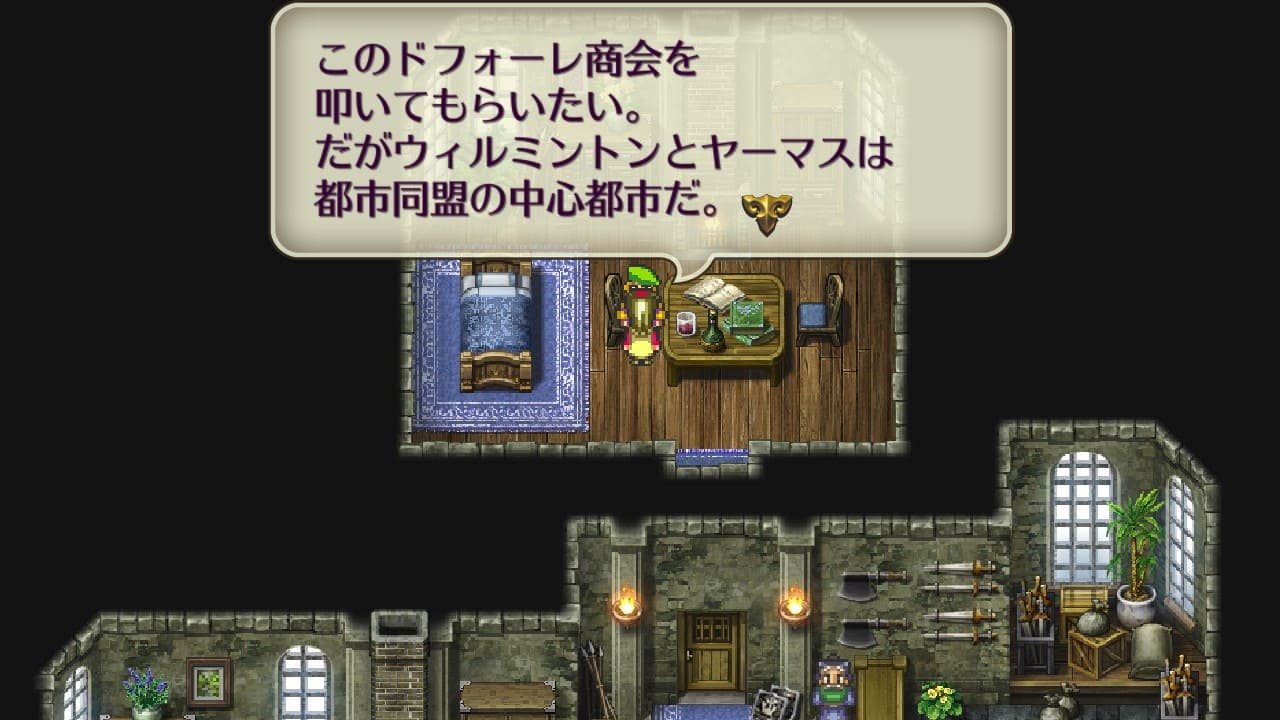 このドフォーレ商会を
叩いてもらいたい。
だがウィルミントンとヤーマスは
都市同盟の中心都市だ。